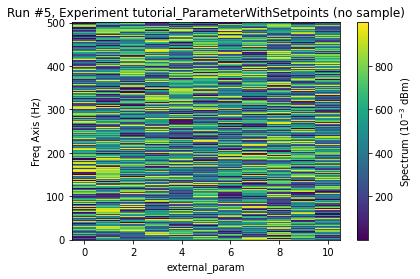 Run #5, Experiment tutorial_ParameterWithSetpoints (no sample)
500
400
300
200
100
0
Freq Axis (Hz)
0 2 4 6 8 10
external_param
800
600
400
200
Spectrum (10⁻³ dBm)